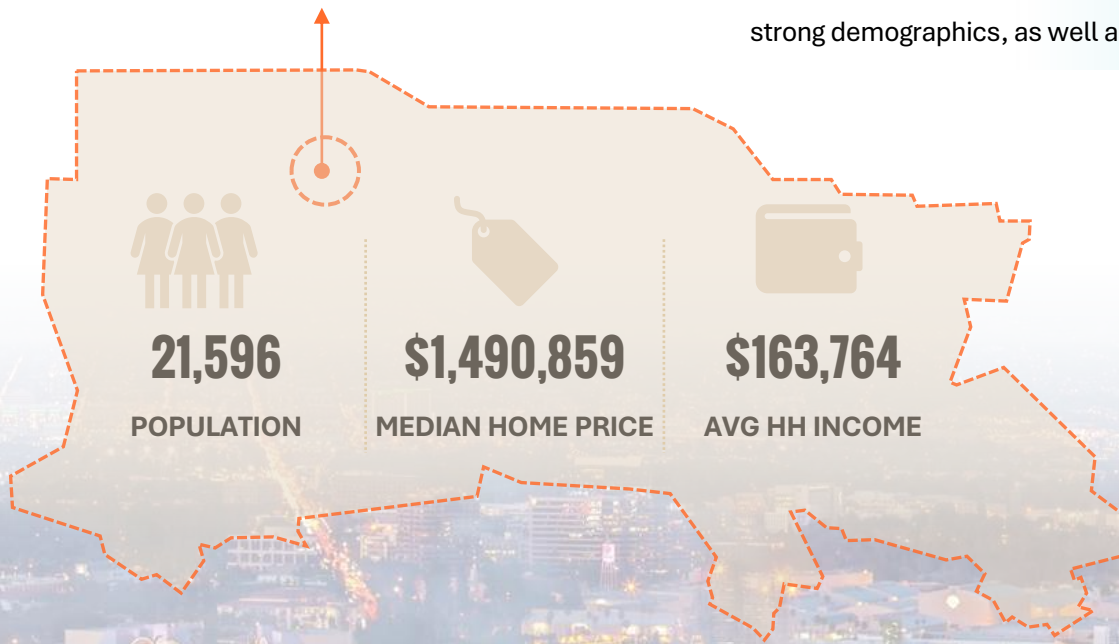 strong demographics, as well a
21,596
$1,490,859
$163,764
POPULATION
MEDIAN HOME PRICE
AVG HH INCOME